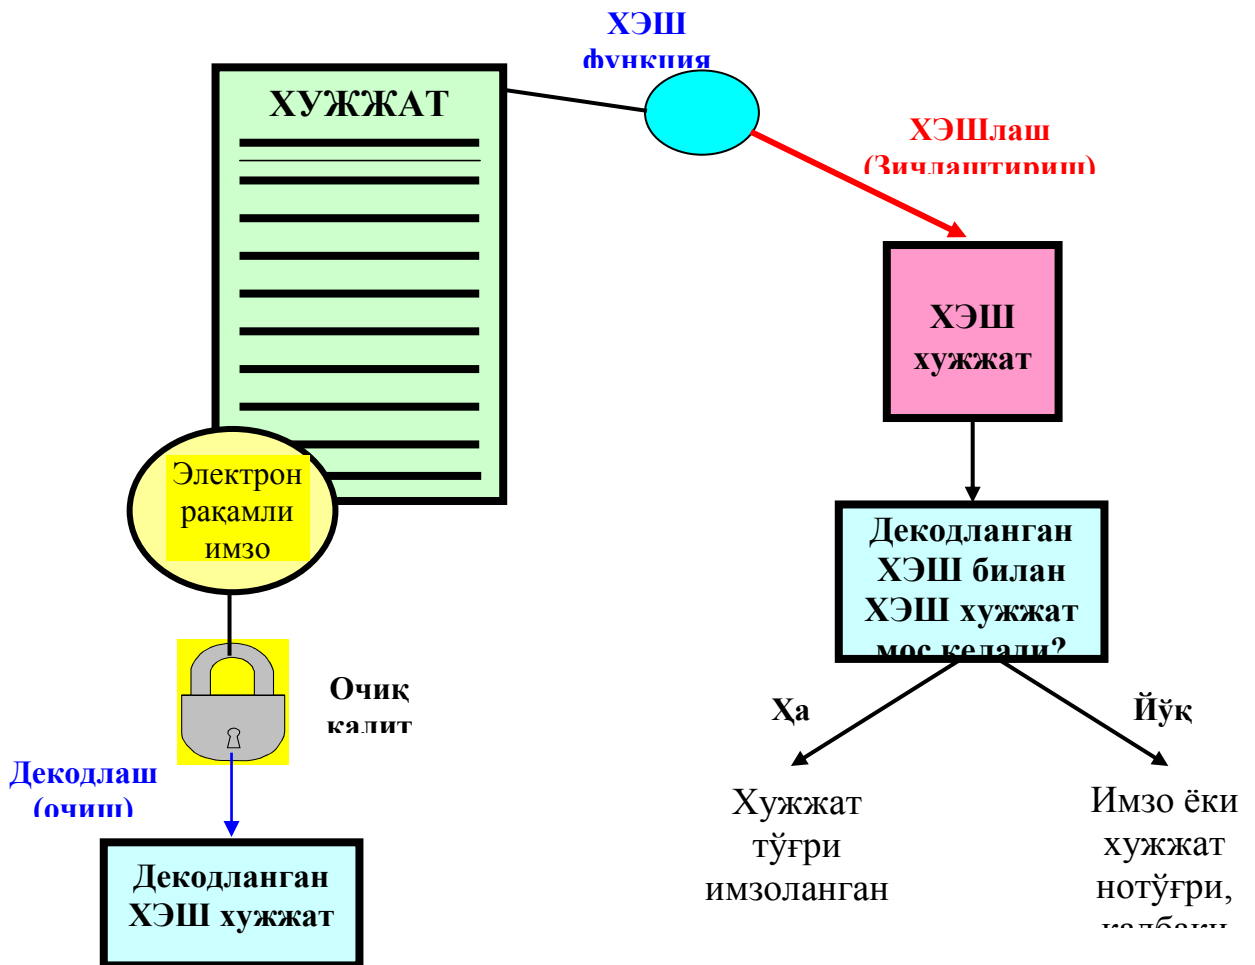 ХЭШ
функция
ХУЖЖАТ
ХЭШлаш
(Зичлаштириш)
ХЭШ
хужжат
Электрон
рақамли
имзо
Декодланган
ХЭШ билан
ХЭШ хужжат
мос келади?
Очиқ
калит
Ҳа
Йўқ
Декодлаш
(очиш)
Хужжат
тўғри
имзоланган
Имзо ёки
хужжат
нотўғри,
калбаки
Декодланган
ХЭШ хужжат